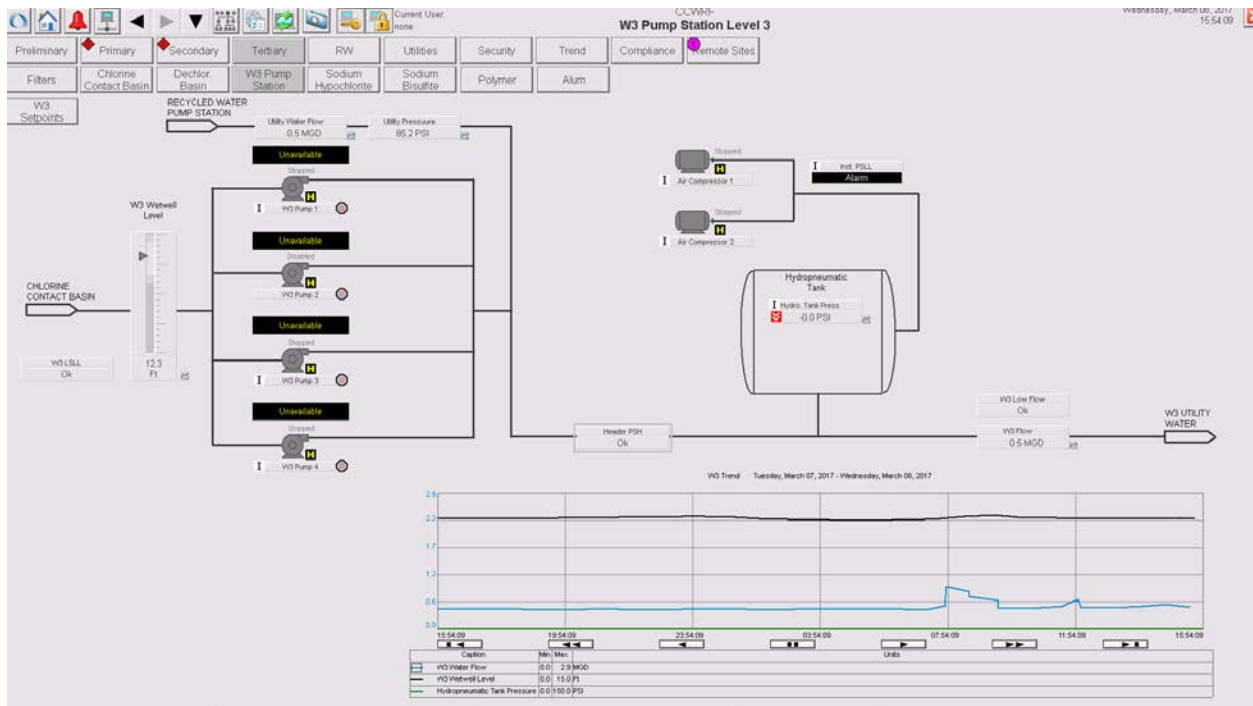 Current User:
none
CCWRF
W3 Pump Station Level 3
Wednesday, March 08, 2017
15:54:09
Preliminary
Primary
Secondary
Tertiary
RW
Utilities
Security
Trend
Compliance
Remote Sites
Filters
Chlorine
Contact Basin
Dechlor.
Basin
W3 Pump
Station
Sodium
Hypochlorite
Sodium
Bisulfite
Polymer
Alum
W3
Setpoints
RECYCLED WATER
PUMP STATION
Utility Water Flow
0.5 MGD
Utility Pressuure
85.2 PSI
Unavailable
Stopped
H
I W3 Pump 1
Unavailable
Disabled
H
W3 Pump 2
Unavailable
Stopped
H
I W3 Pump 3
Unavailable
Stopped
H
I W3 Pump 4
W3 Wetwell
Level
12.3
Ft
CHLORINE
CONTACT BASIN
W3 LSLL
Ok
Stopped
H
I Air Compressor 1
Stopped
H
I Air Compressor 2
I Inst. PSLL
Alarm
Hydropneumatic
Tank
I Hydro. Tank Press.
-0.0 PSI
Header PSH
Ok
W3 Low Flow
Ok
W3 Flow
0.5 MGD
W3 UTILITY
WATER
W3 Trend Tuesday, March 07, 2017 - Wednesday, March 08, 2017
2.9
2.3
1.7
1.2
0.6
0.0
15:54:09 19:54:09 23:54:09 03:54:09 07:54:09 11:54:09 15:54:09
Caption Min Max Units
W3 Water Flow 0.0 2.9 MGD
W3 Wetwell Level 0.0 15.0 Ft
Hydropneumatic Tank Pressure 0.0 150.0 PSI